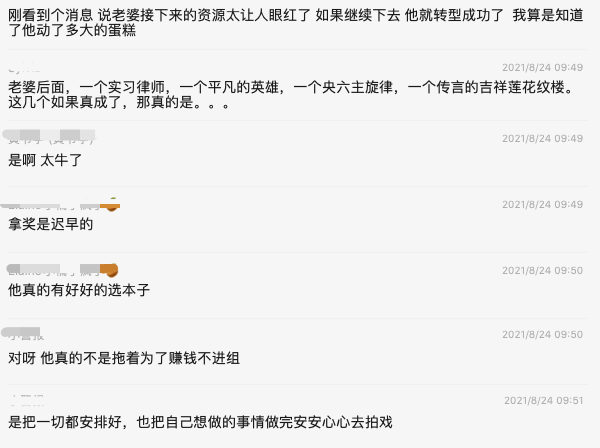 刚看到个消息 说老婆接下来的资源太让人眼红了 如果继续下去 他就转型成功了 我算是知道
了他动了多大的蛋糕
2021/8/24 09:49
老婆后面，一个实习律师，一个平凡的英雄，一个央六主旋律，一个传言的吉祥莲花纹楼。
这几个如果真成了，那真的是。。。
2021/8/24 09:49
是啊 太牛了
2021/8/24 09:49
拿奖是迟早的
2021/8/24 09:50
他真的有好好的选本子
2021/8/24 09:50
对呀 他真的不是拖着为了赚钱不进组
2021/8/24 09:51
是把一切都安排好，也把自己想做的事情做完安安心心去拍戏